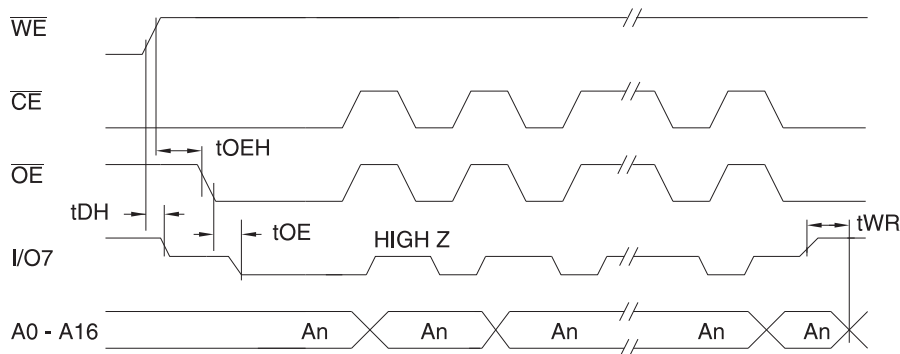 WE
CE
tOEH
OE
tDH
tOE
tWR
HIGH Z
I/O7
A0 - A16 An An An An An